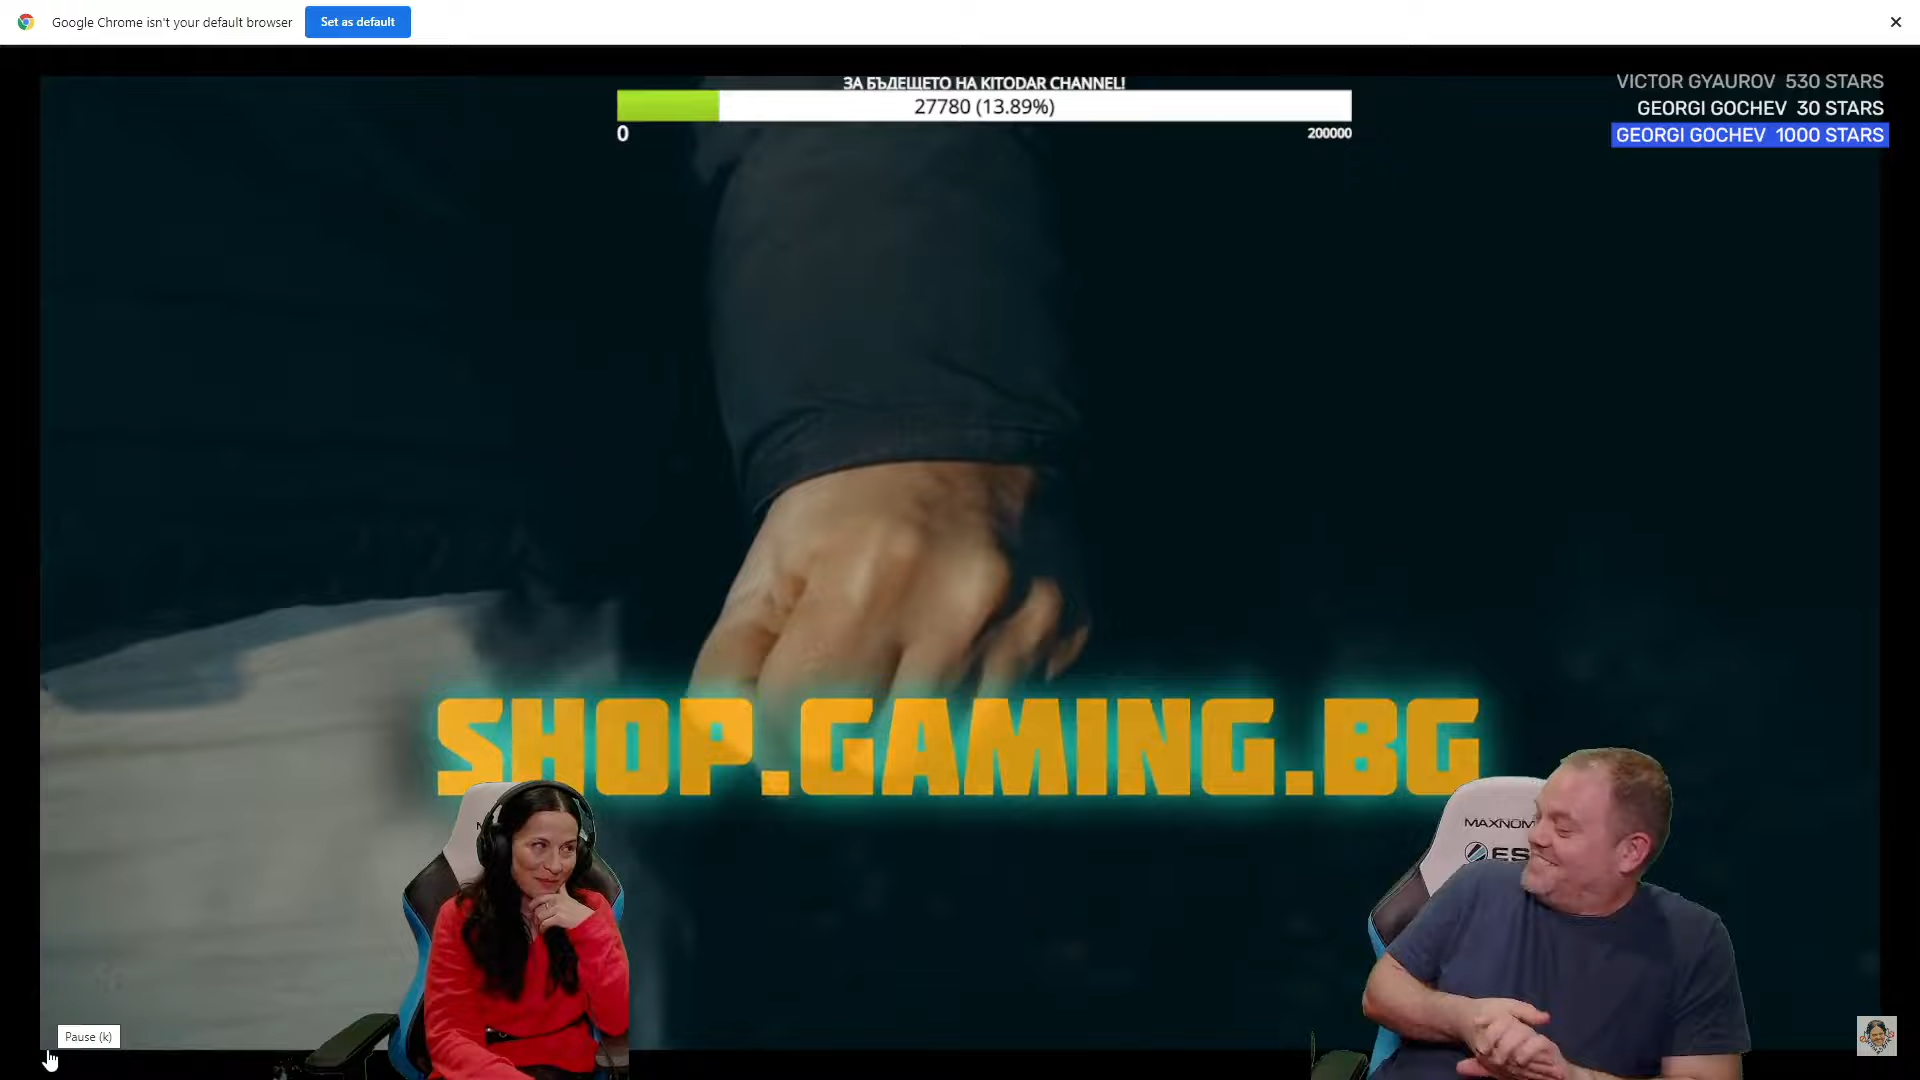 Google Chrome isn't your default browser
Set as default
ЗА БЪДЕЩЕТО НА KITODAR CHANNEL!
27780 (13.89%)
0
200000
VICTOR GYAUROV 530 STARS
GEORGI GOCHEV 30 STARS
GEORGI GOCHEV 1000 STARS
SHOP.GAMING.BG
MAXNOM
ES
Pause (k)